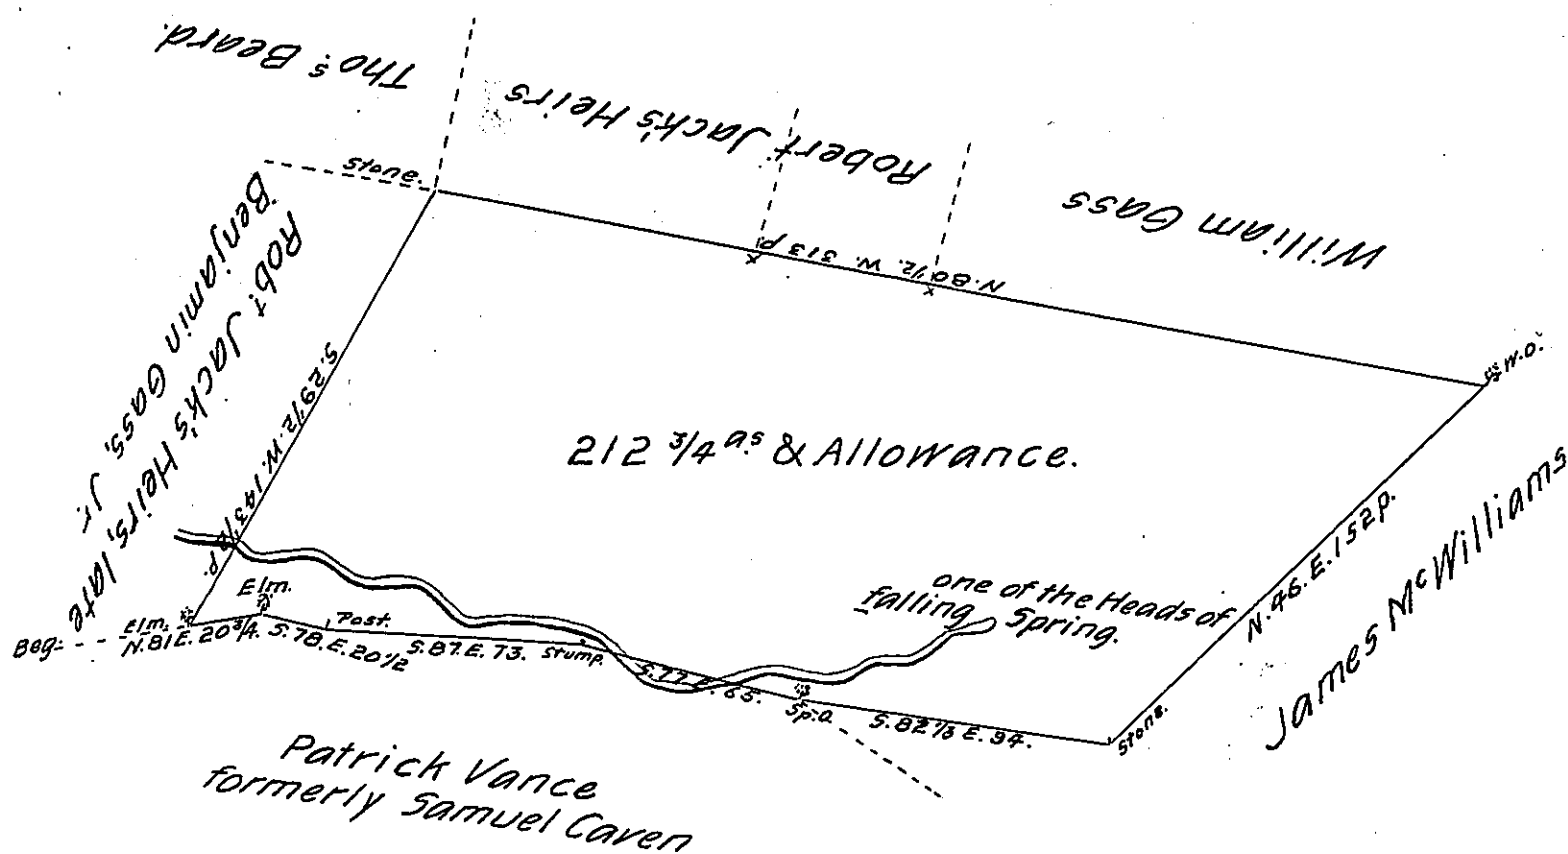 Thos. Beard.
Robert Jack's Heirs
William Gass
Stone.
N. 80 1/2. W. 313 p.
W.O.
Benjamin Gass, jr.
Robt. Jack's Heirs, late
S. 29 1/2. W. 143 1/2 p.
212 3/4 as. & Allowance.
N. 46. E. 152 p.
James McWilliams
one of the Heads of
falling Spring.
Elm.
Post.
Beg:
Elm.
N. 81 E. 20 3/4.
S. 78. E. 20 1/2
S. 87. E. 73.
Stump.
S. 77. E. 65.
Sp: O.
S. 82 1/3 E. 94.
Stone.
Patrick Vance
formerly Samuel Caven